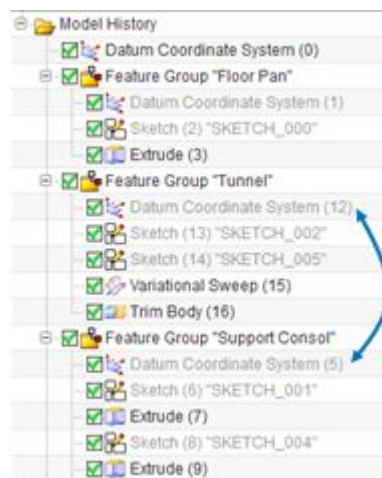 Model History
Datum Coordinate System (0)
Feature Group "Floor Pan"
Datum Coordinate System (1)
Sketch (2) "SKETCH_000"
Extrude (3)
Feature Group "Tunnel"
Datum Coordinate System (12)
Sketch (13) "SKETCH_002"
Sketch (14) "SKETCH_005"
Variational Sweep (15)
Trim Body (16)
Feature Group "Support Consol"
Datum Coordinate System (5)
Sketch (6) "SKETCH_001"
Extrude (7)
Sketch (8) "SKETCH_004"
Extrude (9)